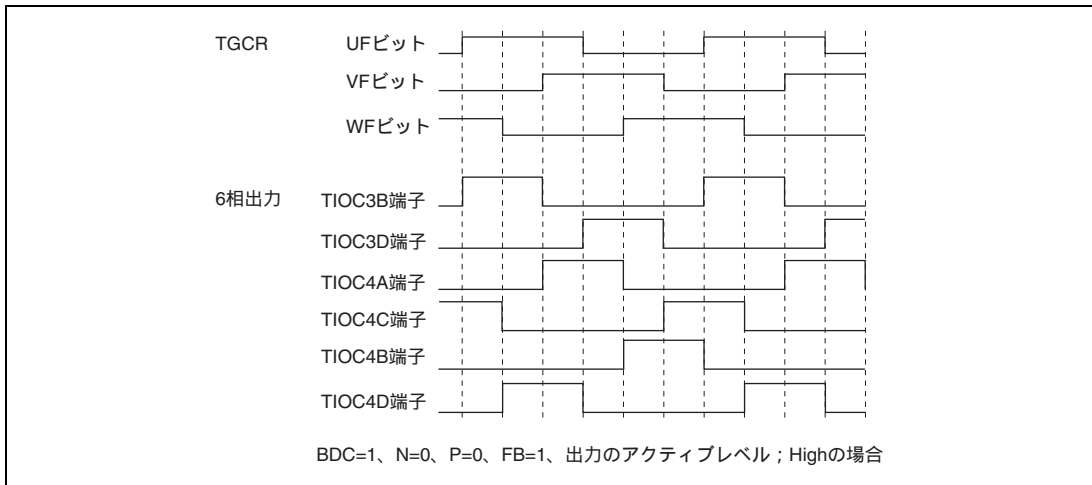 TGCR UFビット
VFビット
WFビット
6相出力 TIOC3B端子
TIOC3D端子
TIOC4A端子
TIOC4C端子
TIOC4B端子
TIOC4D端子
BDC=1、N=0、P=0、FB=1、出力のアクティブレベル；Highの場合